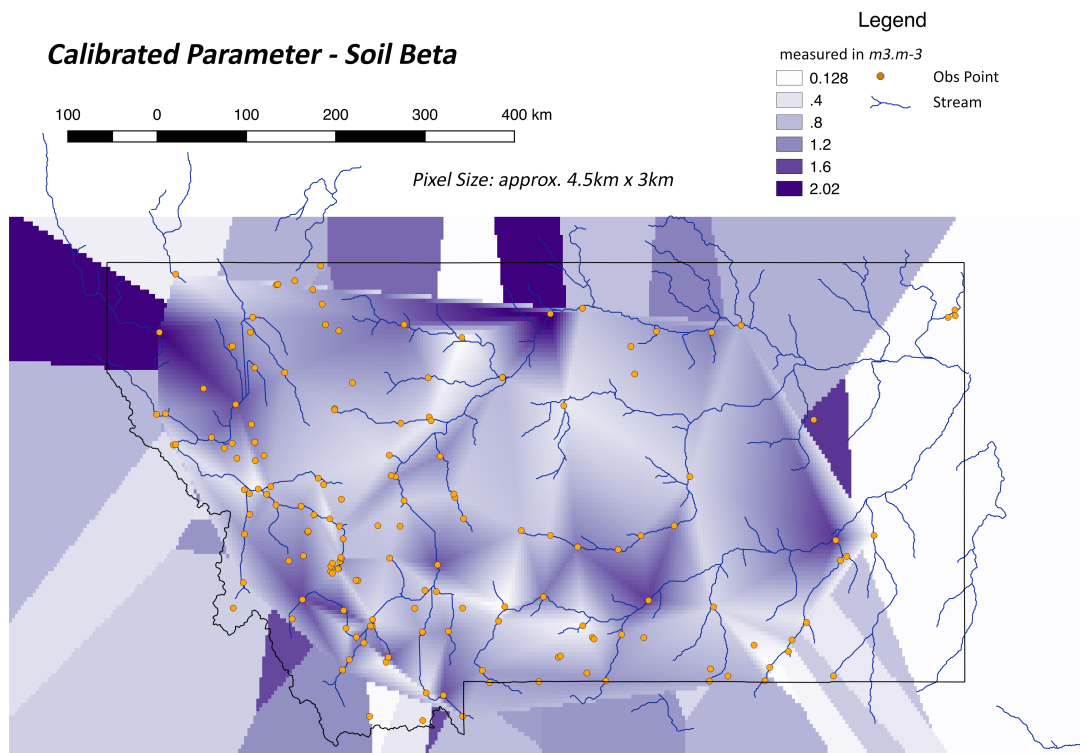 Legend
Calibrated Parameter - Soil Beta
measured in m3.m-3
0.128
Obs Point
.4
Stream
.8
100 0 100 200 300 400 km
1.2
1.6
Pixel Size: approx. 4.5km x 3km
2.02